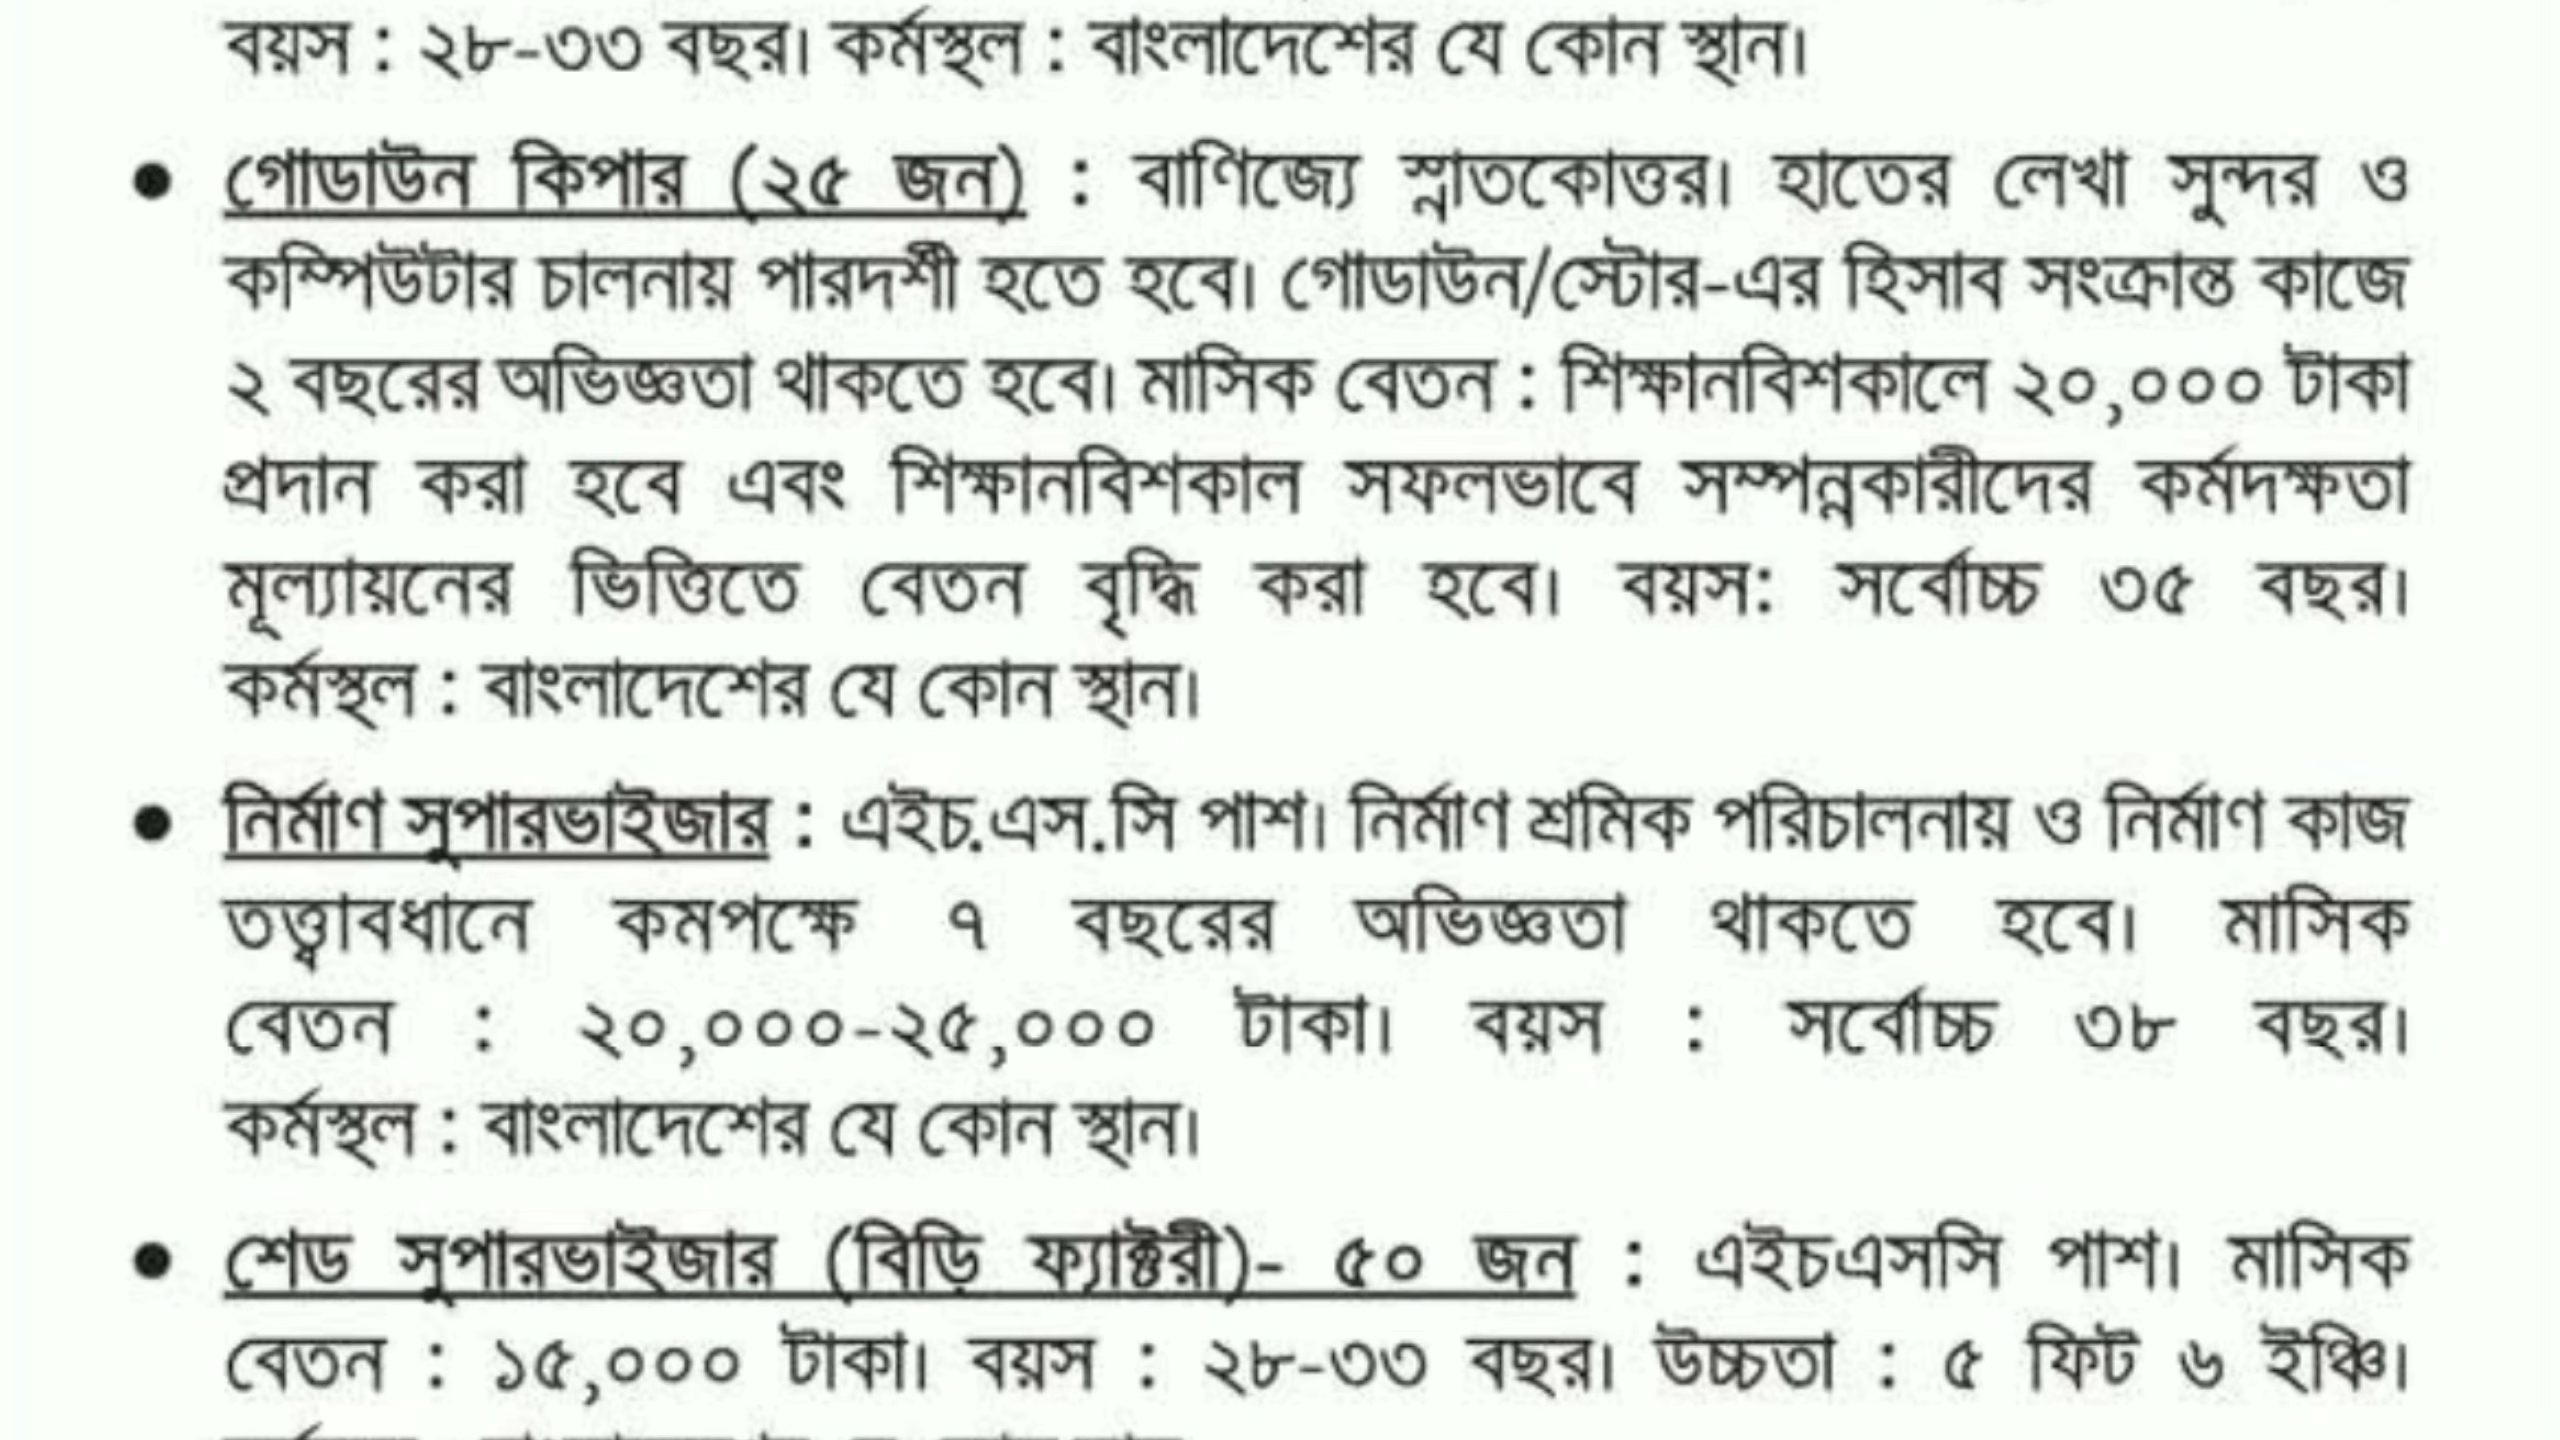 বয়স : ২৮-৩৩ বছর। কর্মস্থল : বাংলাদেশের যে কোন স্থান।
● গোডাউন কিপার (২৫ জন) : বাণিজ্যে স্নাতকোত্তর। হাতের লেখা সুন্দর ও
কম্পিউটার চালনায় পারদর্শী হতে হবে। গোডাউন/স্টোর-এর হিসাব সংক্রান্ত কাজে
২ বছরের অভিজ্ঞতা থাকতে হবে। মাসিক বেতন : শিক্ষানবিশকালে ২০,০০০ টাকা
প্রদান করা হবে এবং শিক্ষানবিশকাল সফলভাবে সম্পন্নকারীদের কর্মদক্ষতা
মূল্যায়নের ভিত্তিতে বেতন বৃদ্ধি করা হবে। বয়স: সর্বোচ্চ ৩৫ বছর।
কর্মস্থল : বাংলাদেশের যে কোন স্থান।
● নির্মাণ সুপারভাইজার : এইচ.এস.সি পাশ। নির্মাণ শ্রমিক পরিচালনায় ও নির্মাণ কাজ
তত্ত্বাবধানে কমপক্ষে ৭ বছরের অভিজ্ঞতা থাকতে হবে। মাসিক
বেতন : ২০,০০০-২৫,০০০ টাকা। বয়স : সর্বোচ্চ ৩৮ বছর।
কর্মস্থল : বাংলাদেশের যে কোন স্থান।
● শেড সুপারভাইজার (বিড়ি ফ্যাক্টরী)- ৫০ জন : এইচএসসি পাশ। মাসিক
বেতন : ১৫,০০০ টাকা। বয়স : ২৮-৩৩ বছর। উচ্চতা : ৫ ফিট ৬ ইঞ্চি।